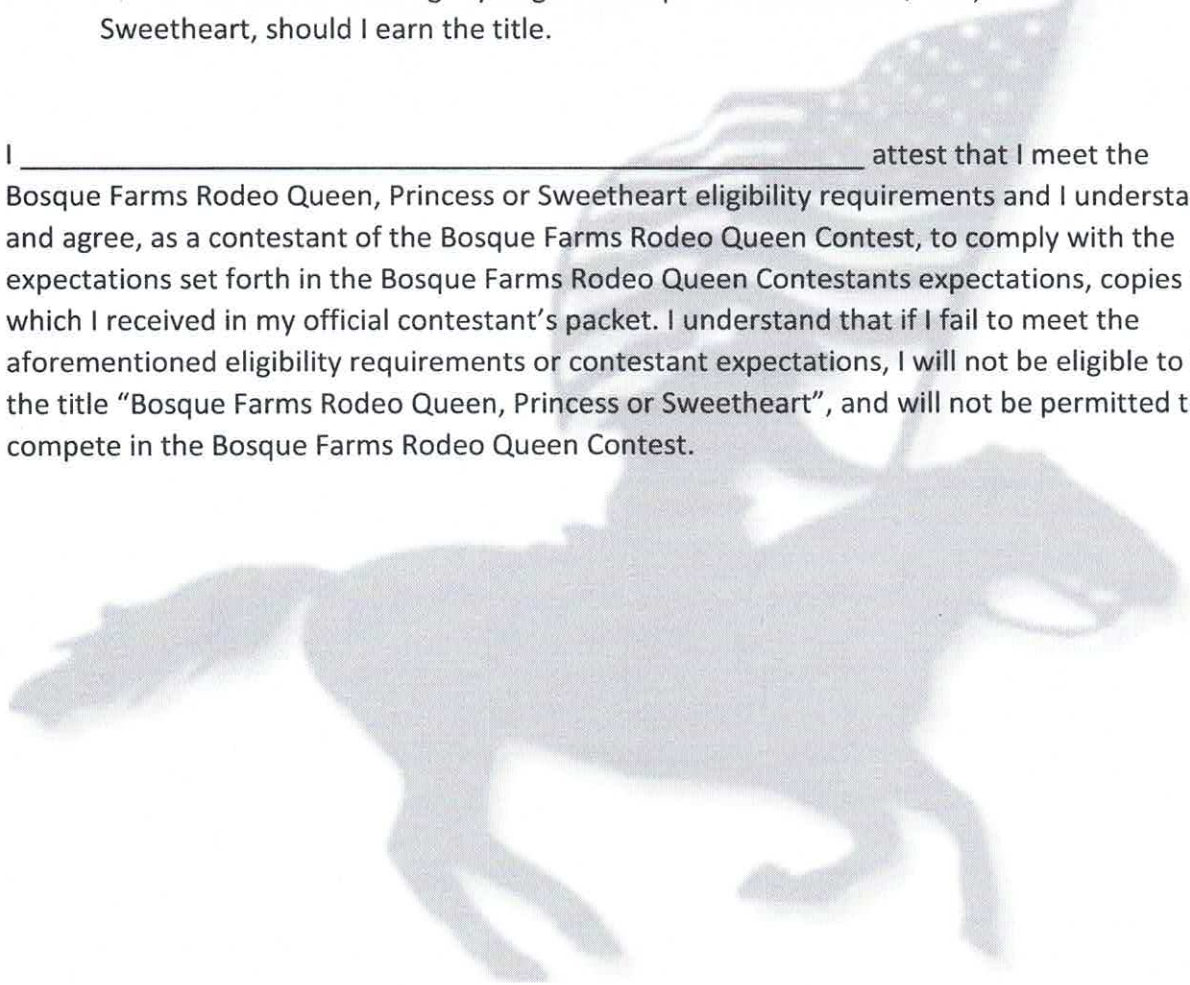 Sweetheart, should I earn the title.
I ______________________________ attest that I meet the
Bosque Farms Rodeo Queen, Princess or Sweetheart eligibility requirements and I understa
and agree, as a contestant of the Bosque Farms Rodeo Queen Contest, to comply with the
expectations set forth in the Bosque Farms Rodeo Queen Contestants expectations, copies
which I received in my official contestant's packet. I understand that if I fail to meet the
aforementioned eligibility requirements or contestant expectations, I will not be eligible to
the title “Bosque Farms Rodeo Queen, Princess or Sweetheart”, and will not be permitted t
compete in the Bosque Farms Rodeo Queen Contest.